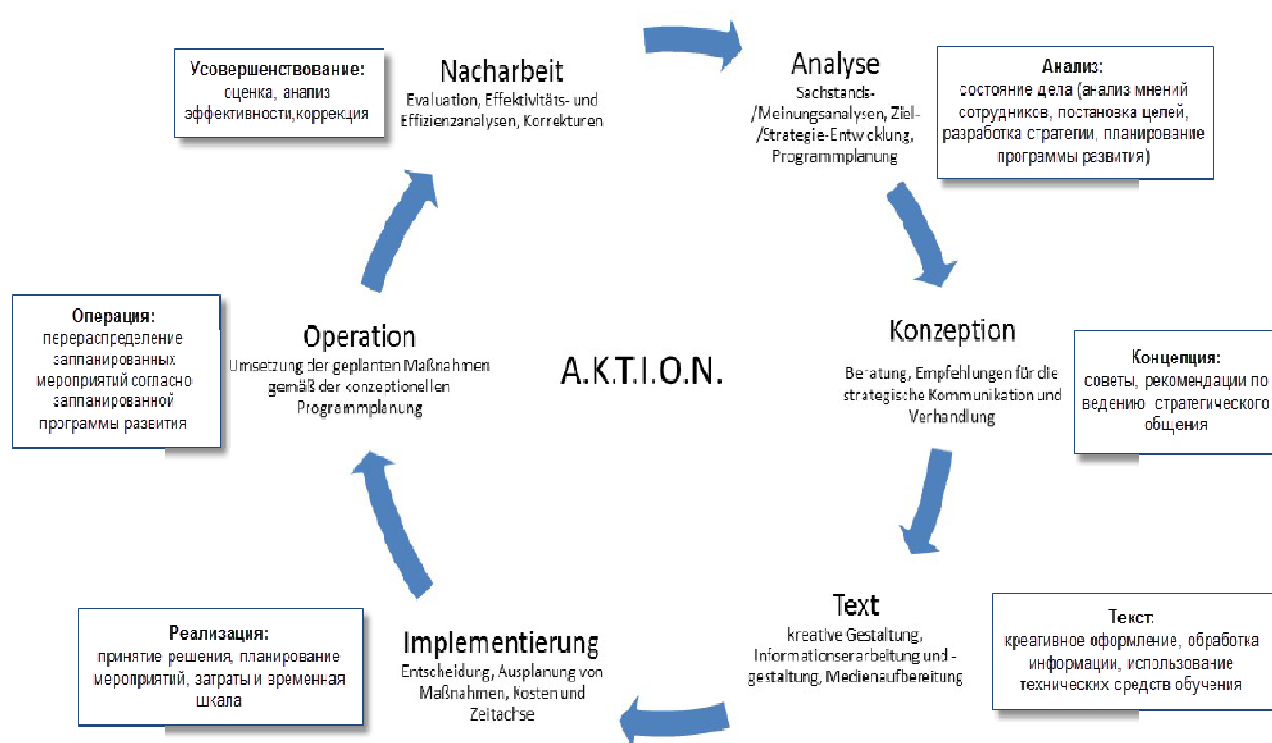 Nacharbeit
Evaluation, Effektivitäts- und
Effizienzanalysen, Korrekturen
Усовершенствование:
оценка, анализ
эффективности,коррекция
Analyse
Sachstands-
/Meinungsanalysen, Ziel-
/Strategie-Entwicklung,
Programmplanung
Анализ:
состояние дела (анализ мнений
сотрудников, постановка целей,
разработка стратегии, планирование
программы развития)
Операция:
перераспределение
запланированных
мероприятий согласно
запланированной
программы развития
Operation
Umsetzung der geplanten Maßnahmen
gemäß der konzeptionellen
Programmplanung
A.K.T.I.O.N.
Konzeption
Beratung, Empfehlungen für die
strategische Kommunikation und
Verhandlung
Концепция:
советы, рекомендации по
ведению стратегического
общения
Реализация:
принятие решения, планирование
мероприятий, затраты и временная
шкала
Implementierung
Entscheidung, Ausplanung von
Maßnahmen, Kosten und
Zeitachse
Text
kreative Gestaltung,
Informationserarbeitung und -
gestaltung, Medienaufbereitung
Текст:
креативное оформление, обработка
информации, использование
технических средств обучения